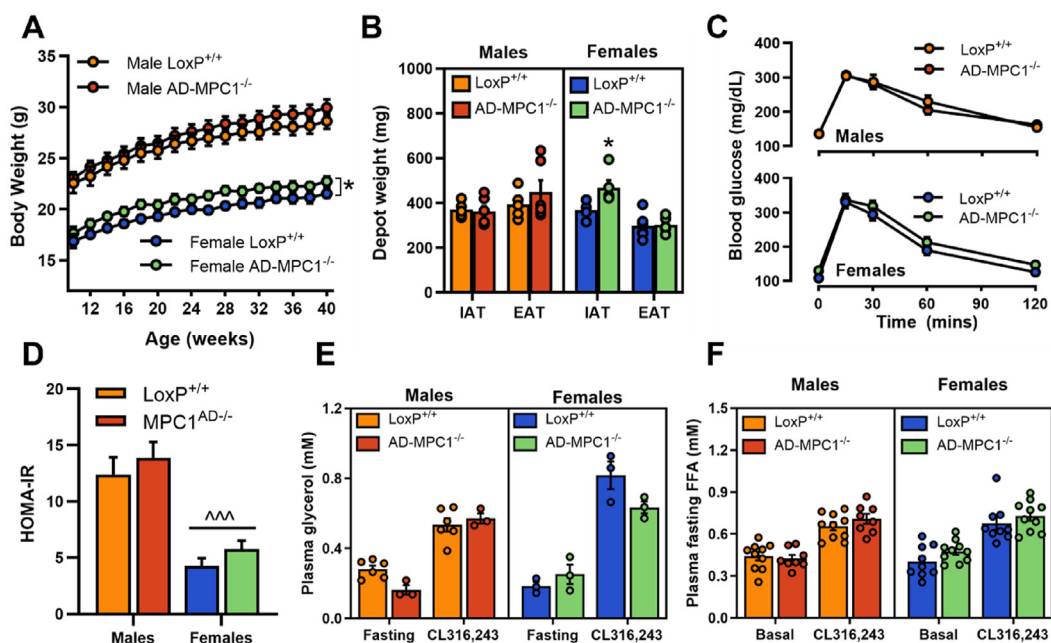 A
Male LoxP+/+
Male AD-MPC1-/-
Female LoxP+/+
Female AD-MPC1-/-
*
Body Weight (g)
35
30
25
20
15
12 16 20 24 28 32 36 40
Age (weeks)
B
Males Females
LoxP+/+
AD-MPC1-/-
LoxP+/+
AD-MPC1-/-
*
Depot weight (mg)
1000
800
600
400
200
0
IAT EAT IAT EAT
C
LoxP+/+
AD-MPC1-/-
Males
LoxP+/+
AD-MPC1-/-
Females
Blood glucose (mg/dL)
400
300
200
100
400
300
200
100
0 30 60 90 120
Time (mins)
D
LoxP+/+
MPC1AD-/-
^^^
HOMA-IR
20
15
10
5
0
Males Females
E
Males Females
LoxP+/+
AD-MPC1-/-
LoxP+/+
AD-MPC1-/-
Plasma glycerol (mM)
1.2
0.8
0.4
0.0
Fasting CL316,243 Fasting CL316,243
F
Males Females
LoxP+/+
AD-MPC1-/-
LoxP+/+
AD-MPC1-/-
Plasma fasting FFA (mM)
1.5
1.2
0.9
0.6
0.3
0.0
Basal CL316,243 Basal CL316,243